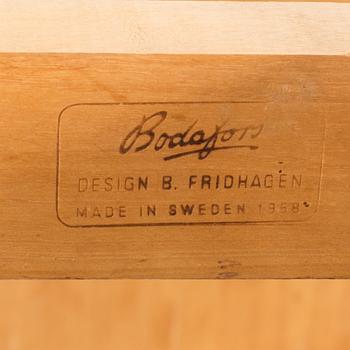 Bodafors
DESIGN B. FRIDHAGEN
MADE IN SWEDEN 1958